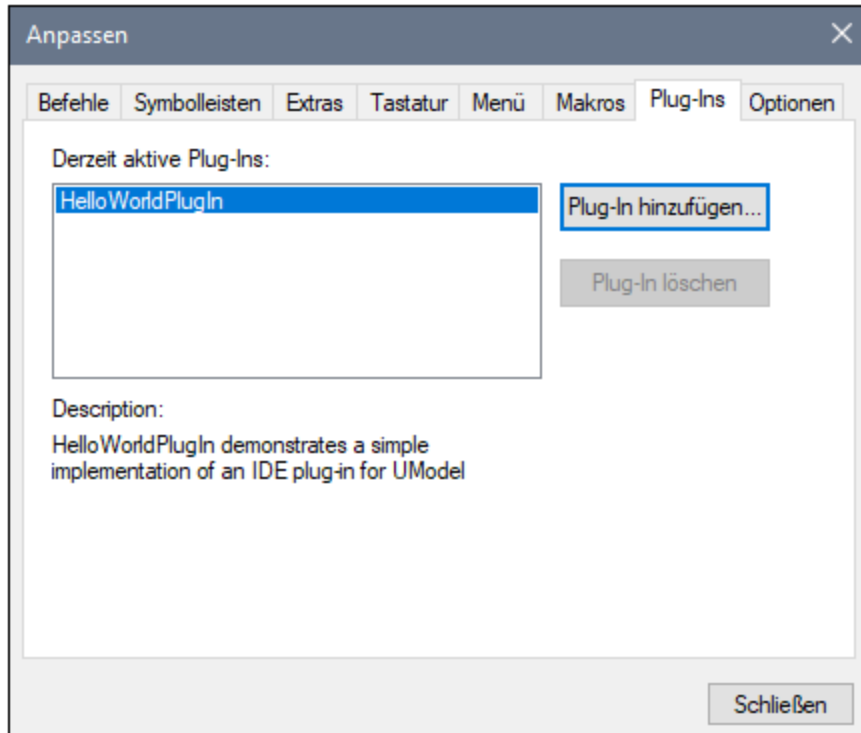 Anpassen
Befehle Symbolleisten Extras Tastatur Menü Makros Plug-Ins Optionen
Derzeit aktive Plug-Ins:
HelloWorldPlugIn
Plug-In hinzufügen...
Plug-In löschen
Description:
HelloWorldPlugIn demonstrates a simple
implementation of an IDE plug-in for UModel
Schließen